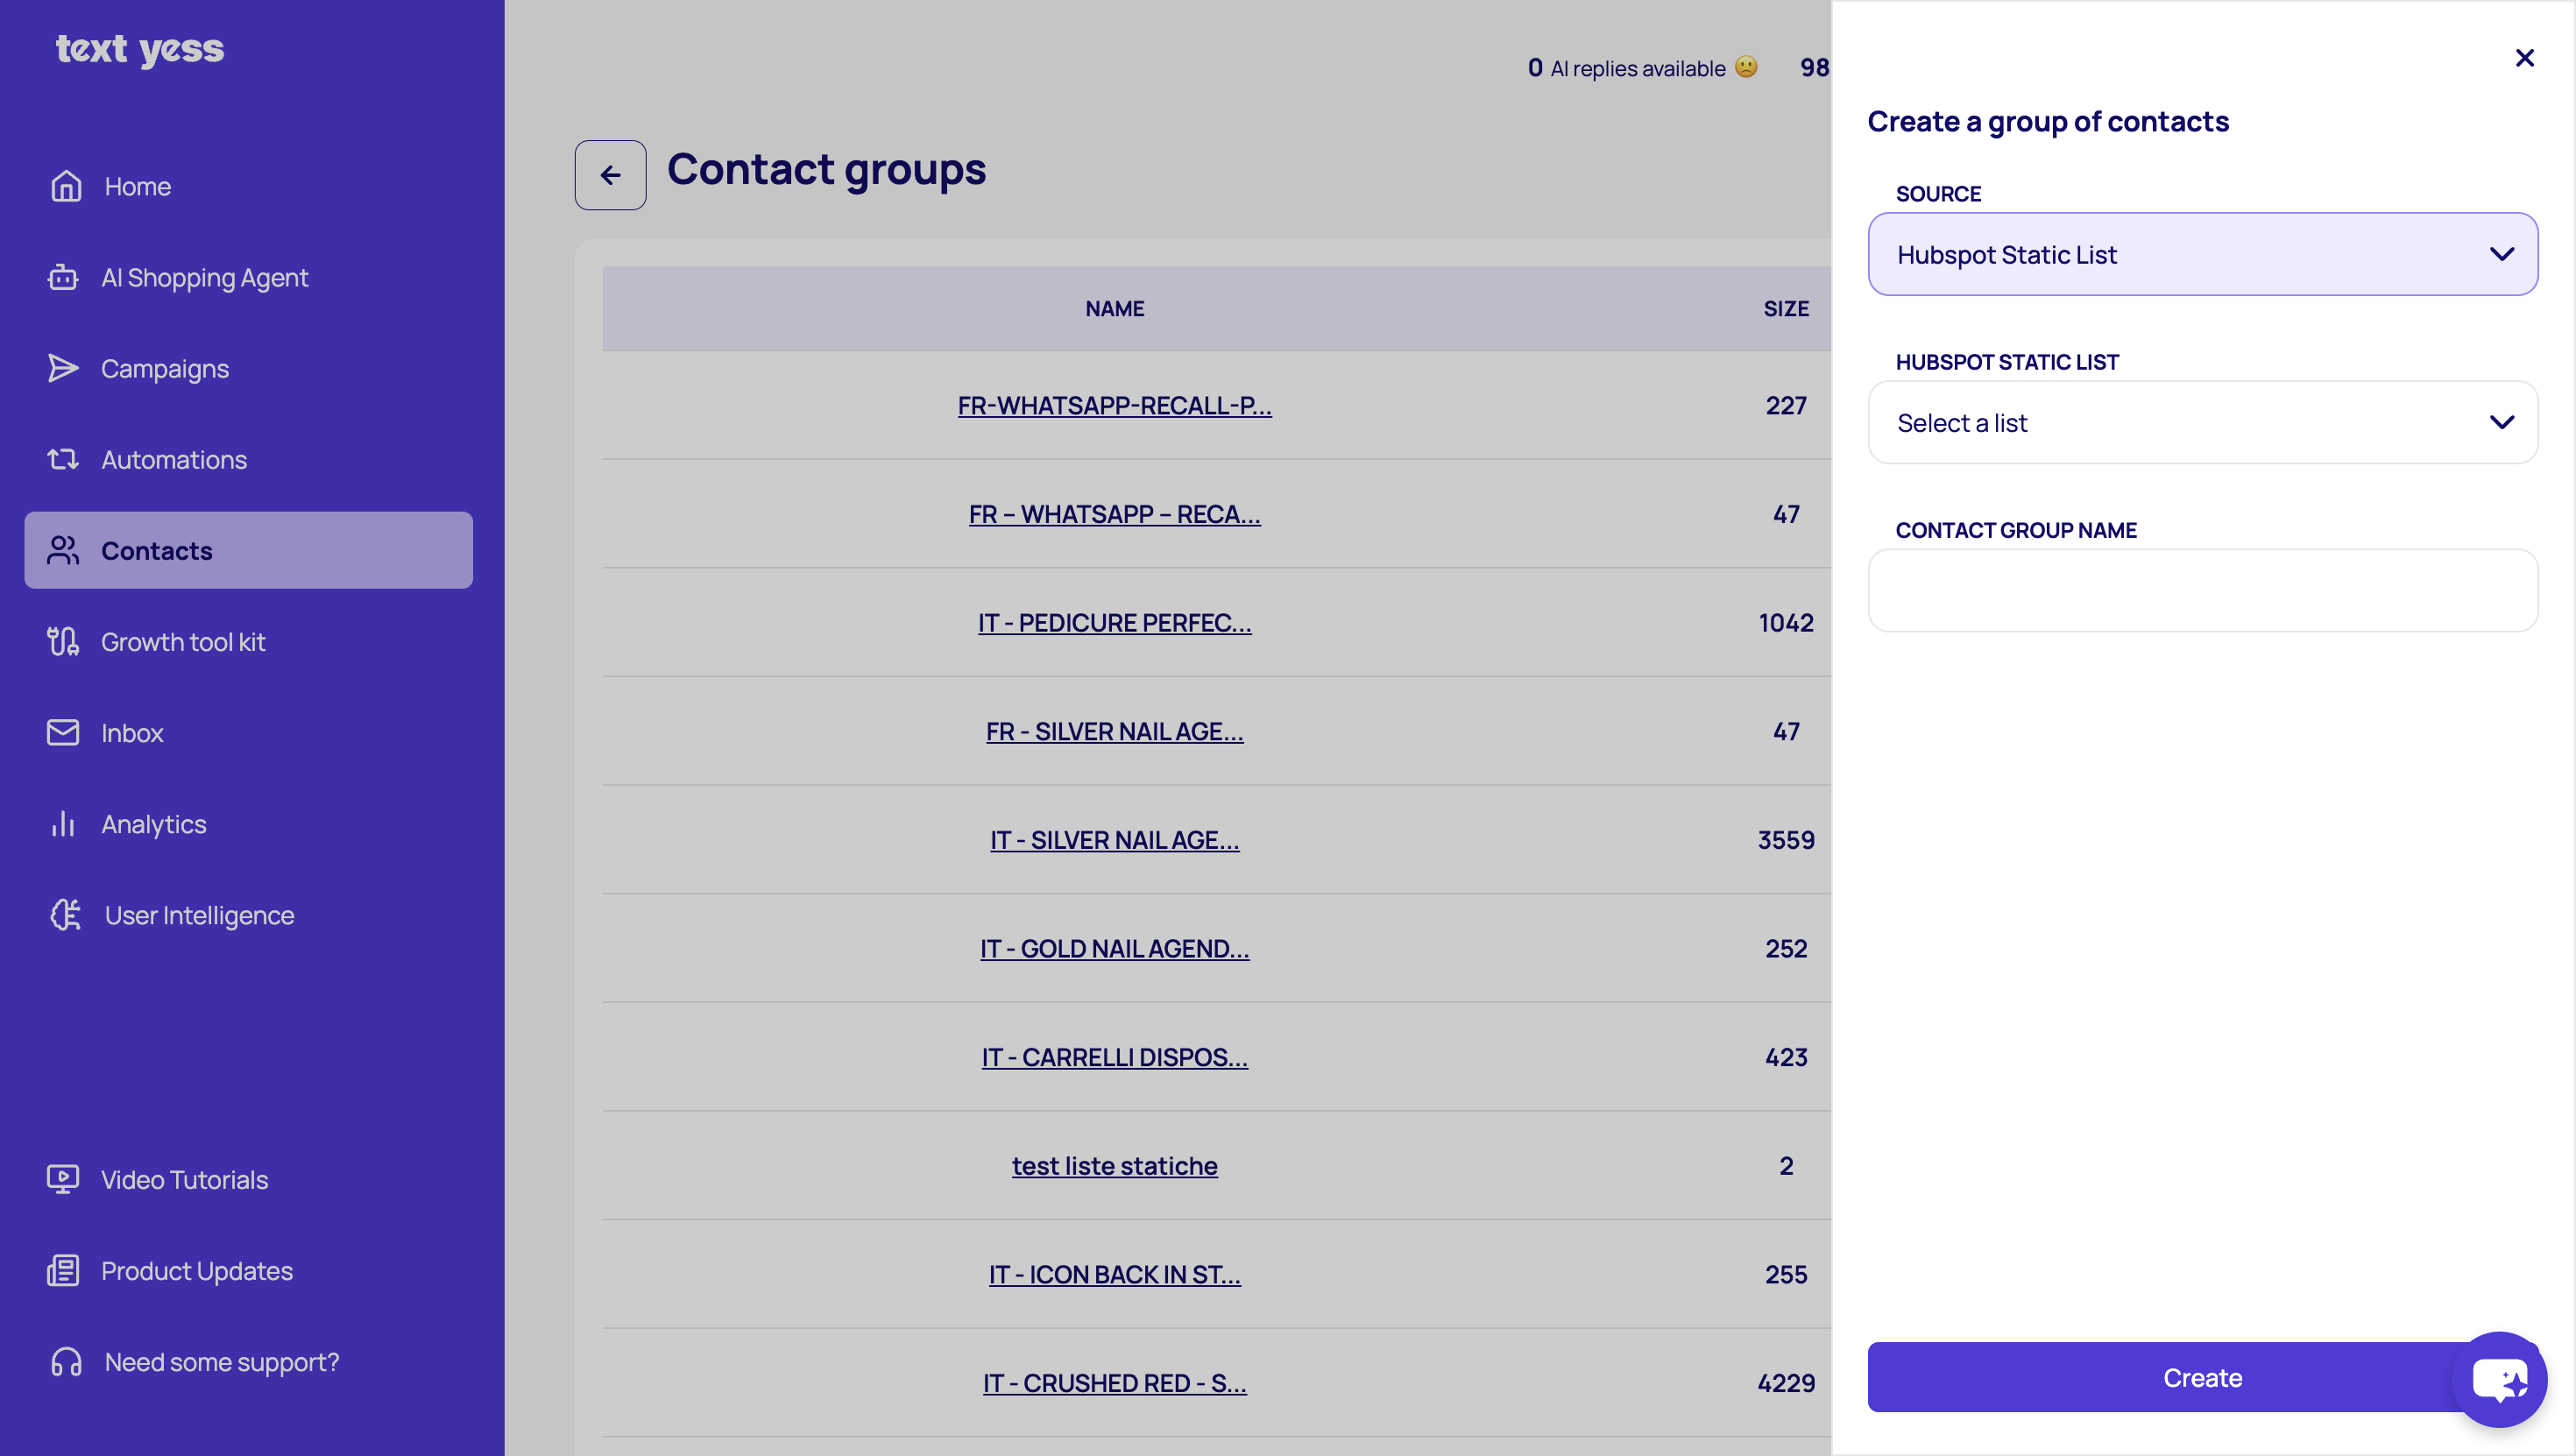 text yess
Home
AI Shopping Agent
Campaigns
Automations
Contacts
Growth tool kit
Inbox
Analytics
User Intelligence
Video Tutorials
Product Updates
Need some support?
0 AI replies available 🙁 98
Contact groups
NAME SIZE
FR-WHATSAPP-RECALL-P... 227
FR – WHATSAPP – RECA... 47
IT - PEDICURE PERFEC... 1042
FR - SILVER NAIL AGE... 47
IT - SILVER NAIL AGE... 3559
IT - GOLD NAIL AGEND... 252
IT - CARRELLI DISPOS... 423
test liste statiche 2
IT - ICON BACK IN ST... 255
IT - CRUSHED RED - S... 4229
Create a group of contacts
SOURCE
Hubspot Static List
HUBSPOT STATIC LIST
Select a list
CONTACT GROUP NAME
Create